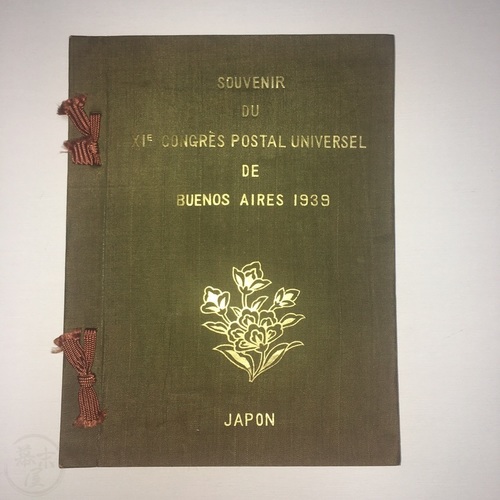 SOUVENIR
DU
XIᴱ CONGRÈS POSTAL UNIVERSEL
DE
BUENOS AIRES 1939
JAPON